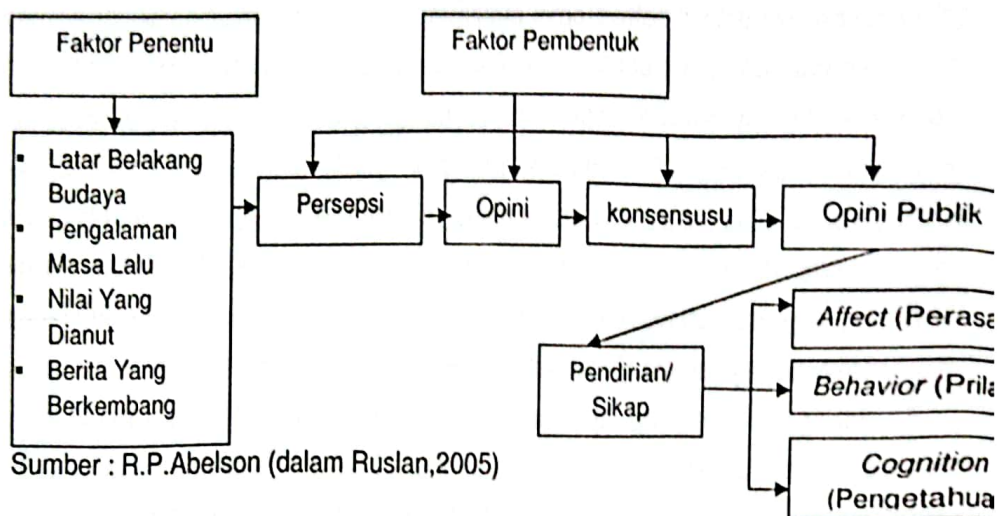 Faktor Penentu
Faktor Pembentuk
▪ Latar Belakang
Budaya
▪ Pengalaman
Masa Lalu
▪ Nilai Yang
Dianut
▪ Berita Yang
Berkembang
Persepsi
Opini
konsensusu
Opini Publik
Pendirian/
Sikap
Affect (Perasa
Behavior (Prila
Cognition
(Pengetahua
Sumber : R.P.Abelson (dalam Ruslan,2005)